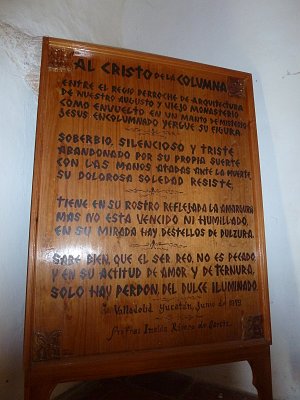 AL CRISTO DE LA COLUMNA
ENTRE EL REGIO DERROCHE DE ARQUITECTURA
DE NUESTRO AUGUSTO Y VIEJO MONASTERIO
COMO ENVUELTO EN UN MANTO DE MISTERIO
JESUS ENCOLUMNADO YERGUE SU FIGURA.
SOBERBIO, SILENCIOSO Y TRISTE
ABANDONADO POR SU PROPIA SUERTE
CON LAS MANOS ATADAS ANTE LA MUERTE,
SU DOLOROSA SOLEDAD RESISTE.
TIENE EN SU ROSTRO REFLEJADA LA AMARGURA
MAS NO ESTA VENCIDO NI HUMILLADO,
EN SU MIRADA HAY DESTELLOS DE DULZURA.
SABE BIEN, QUE EL SER REO, NO ES PECADO
Y EN SU ACTITUD DE AMOR Y DE TERNURA,
SOLO HAY PERDON, DEL DULCE ILUMINADO.
Valladolid Yucatán, Junio de
Rivero de